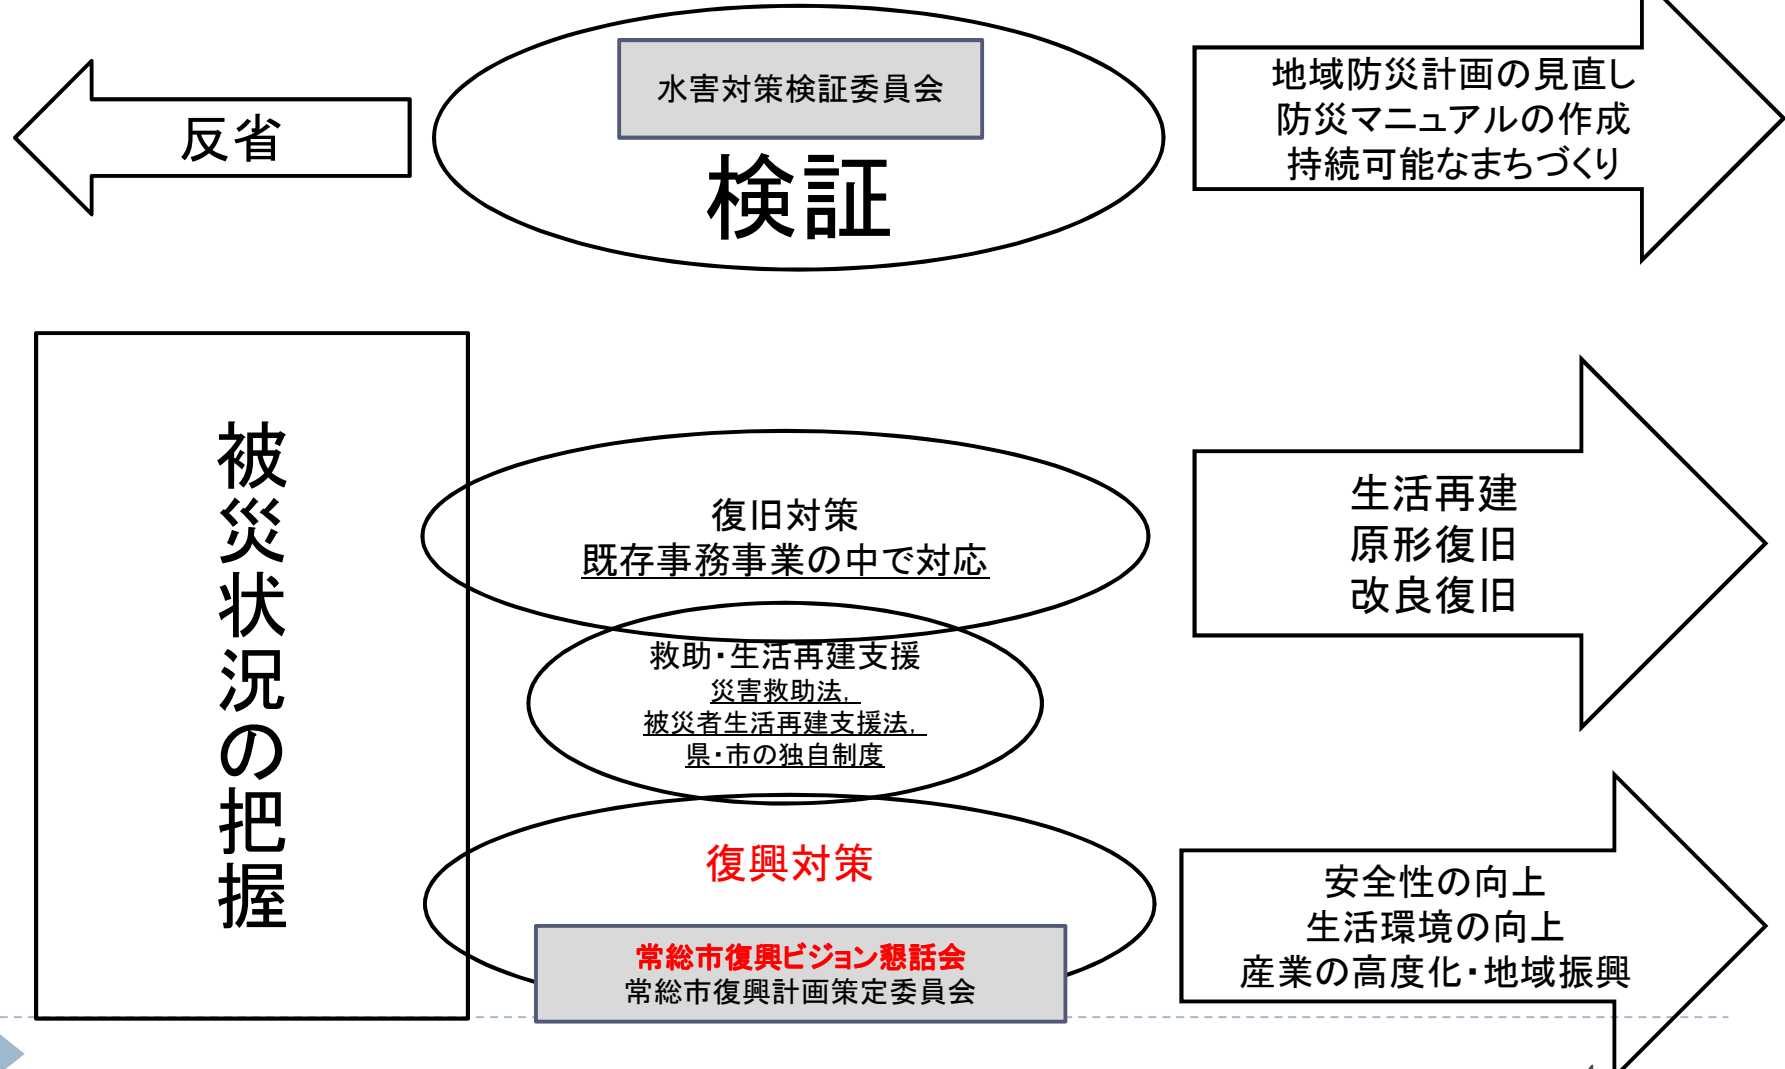 反省
水害対策検証委員会
検証
地域防災計画の見直し
防災マニュアルの作成
持続可能なまちづくり
被災状況の把握
復旧対策
既存事務事業の中で対応
救助・生活再建支援
災害救助法，
被災者生活再建支援法，
県・市の独自制度
生活再建
原形復旧
改良復旧
復興対策
常総市復興ビジョン懇話会
常総市復興計画策定委員会
安全性の向上
生活環境の向上
産業の高度化・地域振興